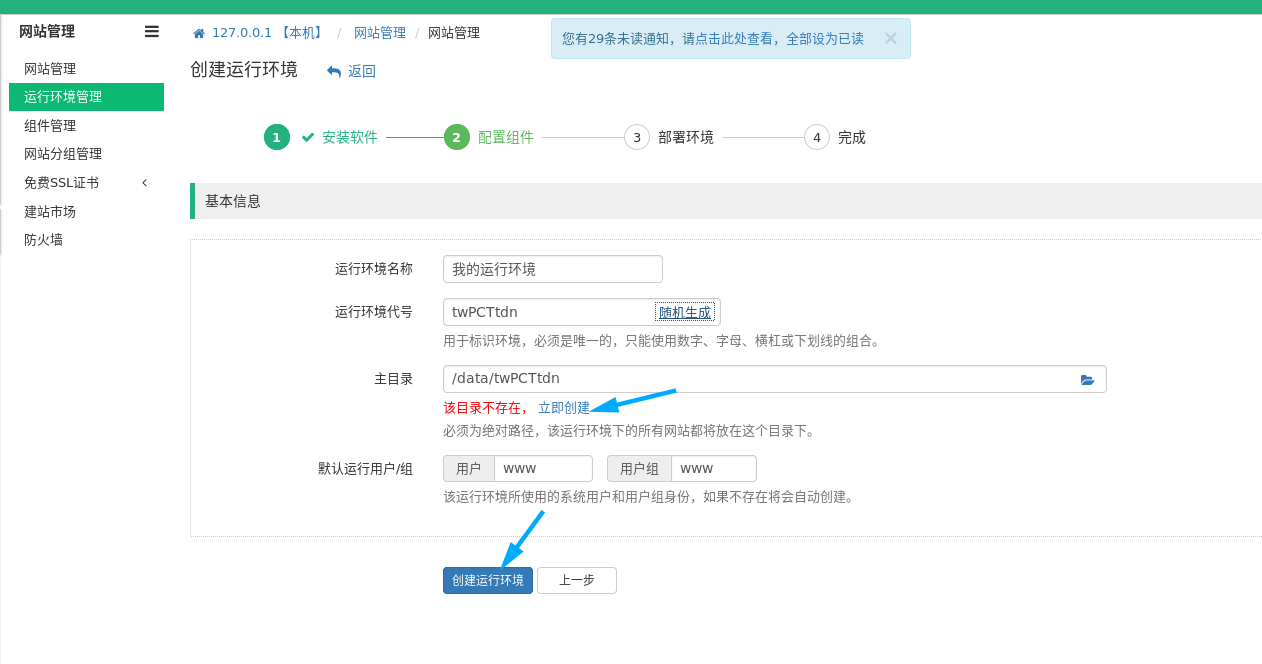 网站管理
网站管理
运行环境管理
组件管理
网站分组管理
免费SSL证书
建站市场
防火墙
127.0.0.1 【本机】 / 网站管理 / 网站管理
您有29条未读通知，请点击此处查看，全部设为已读 ×
创建运行环境 返回
1 安装软件 2 配置组件 3 部署环境 4 完成
基本信息
运行环境名称 我的运行环境
运行环境代号 twPCTtdn 随机生成
用于标识环境，必须是唯一的，只能使用数字、字母、横杠或下划线的组合。
主目录 /data/twPCTtdn
该目录不存在， 立即创建
必须为绝对路径，该运行环境下的所有网站都将放在这个目录下。
默认运行用户/组 用户 www 用户组 www
该运行环境所使用的系统用户和用户组身份，如果不存在将会自动创建。
创建运行环境 上一步